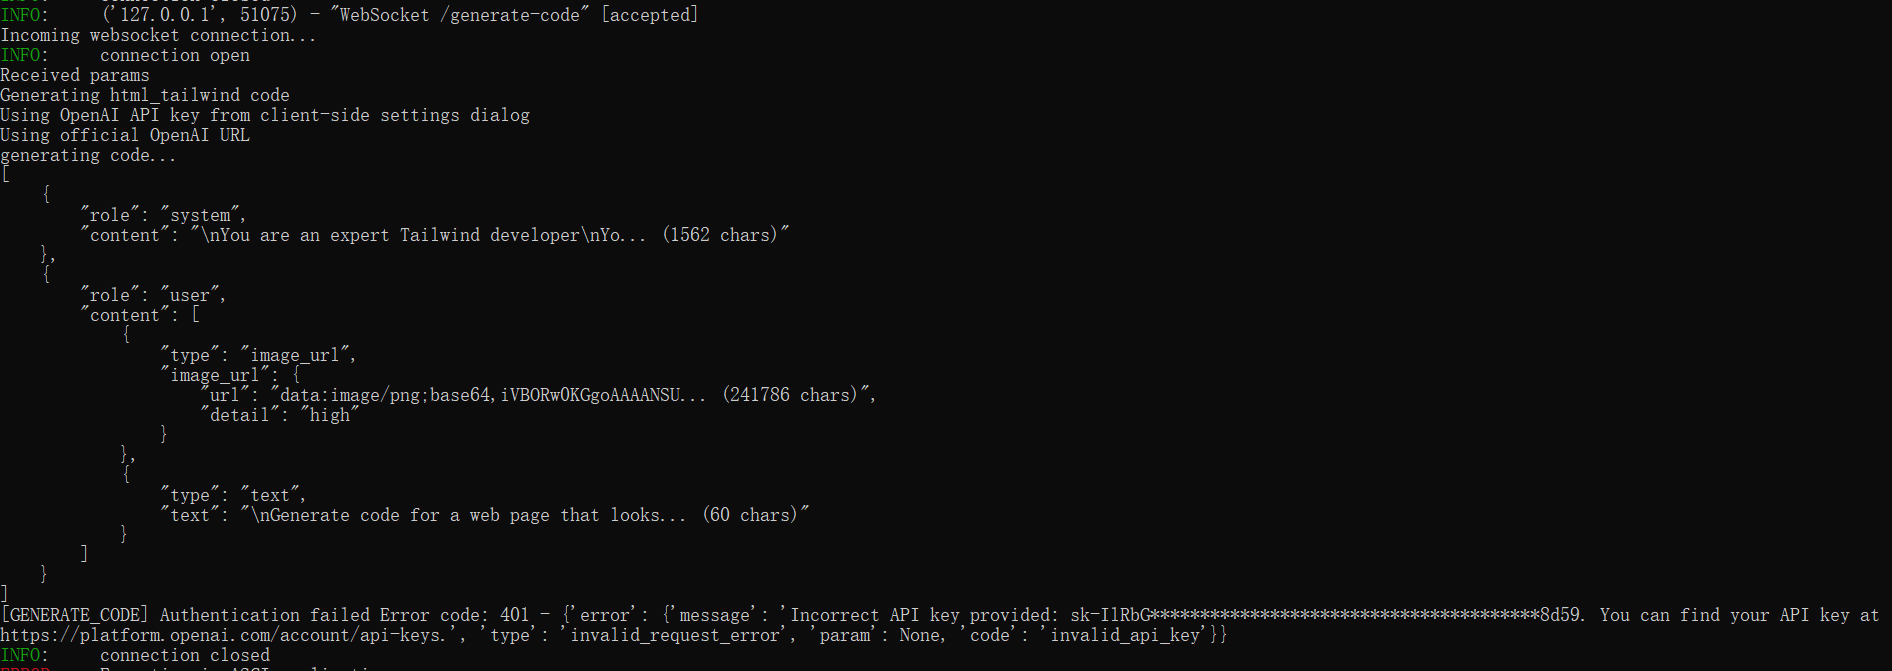 INFO:     ('127.0.0.1', 51075) - "WebSocket /generate-code" [accepted]
Incoming websocket connection...
INFO:     connection open
Received params
Generating html_tailwind code
Using OpenAI API key from client-side settings dialog
Using official OpenAI URL
generating code...
[
    {
        "role": "system",
        "content": "\nYou are an expert Tailwind developer\nYo... (1562 chars)"
    },
    {
        "role": "user",
        "content": [
            {
                "type": "image_url",
                "image_url": {
                    "url": "data:image/png;base64,iVBORw0KGgoAAAANSU... (241786 chars)",
                    "detail": "high"
                }
            },
            {
                "type": "text",
                "text": "\nGenerate code for a web page that looks... (60 chars)"
            }
        ]
    }
]
[GENERATE_CODE] Authentication failed Error code: 401 - {'error': {'message': 'Incorrect API key provided: sk-IlRbG***************************************8d59. You can find your API key at
https://platform.openai.com/account/api-keys.', 'type': 'invalid_request_error', 'param': None, 'code': 'invalid_api_key'}}
INFO:     connection closed